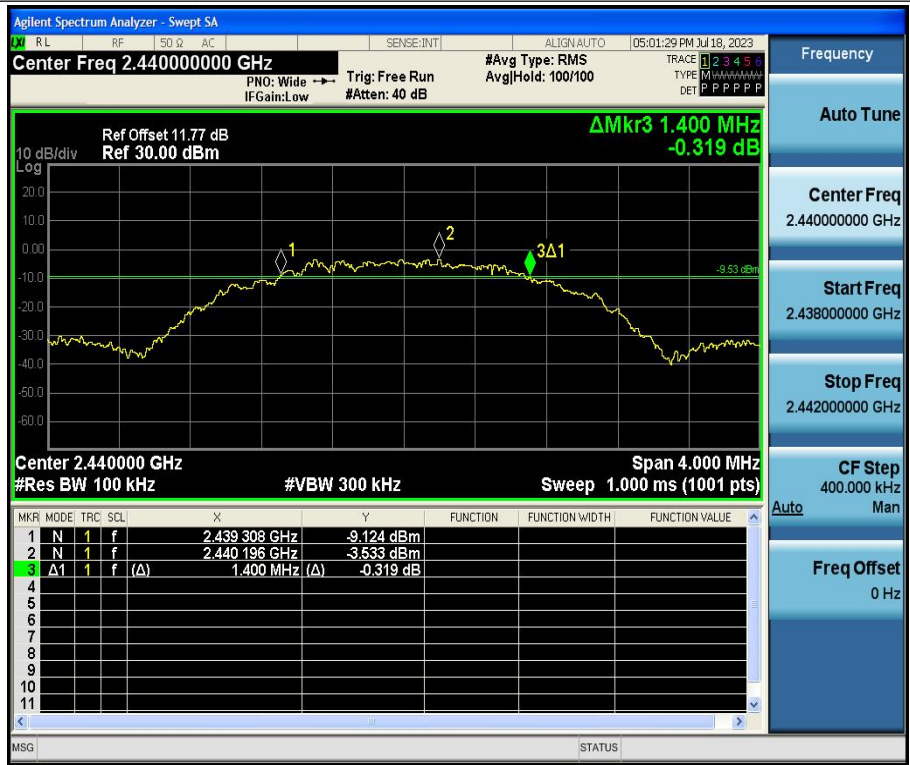 Agilent Spectrum Analyzer - Swept SA
LXI RL RF 50 Ω AC SENSE:INT ALIGN AUTO 05:01:29 PM Jul 18, 2023
Center Freq 2.440000000 GHz
PNO: Wide
IFGain:Low
Trig: Free Run
#Atten: 40 dB
#Avg Type: RMS
Avg|Hold: 100/100
TRACE 1 2 3 4 5 6
TYPE M
DET P P P P P P
Frequency
Auto Tune
Center Freq
2.440000000 GHz
Start Freq
2.438000000 GHz
Stop Freq
2.442000000 GHz
CF Step
400.000 kHz
Auto Man
Freq Offset
0 Hz
ΔMkr3 1.400 MHz
-0.319 dB
Ref Offset 11.77 dB
10 dB/div Ref 30.00 dBm
Log
20.0
10.0
0.00
-10.0
-20.0
-30.0
-40.0
-50.0
-60.0
1
2
3Δ1
-9.53 dBm
Center 2.440000 GHz Span 4.000 MHz
#Res BW 100 kHz #VBW 300 kHz Sweep 1.000 ms (1001 pts)
MKR MODE TRC SCL X Y FUNCTION FUNCTION WIDTH FUNCTION VALUE
1 N 1 f 2.439 308 GHz -9.124 dBm
2 N 1 f 2.440 196 GHz -3.533 dBm
3 Δ1 1 f (Δ) 1.400 MHz (Δ) -0.319 dB
4
5
6
7
8
9
10
11
MSG STATUS